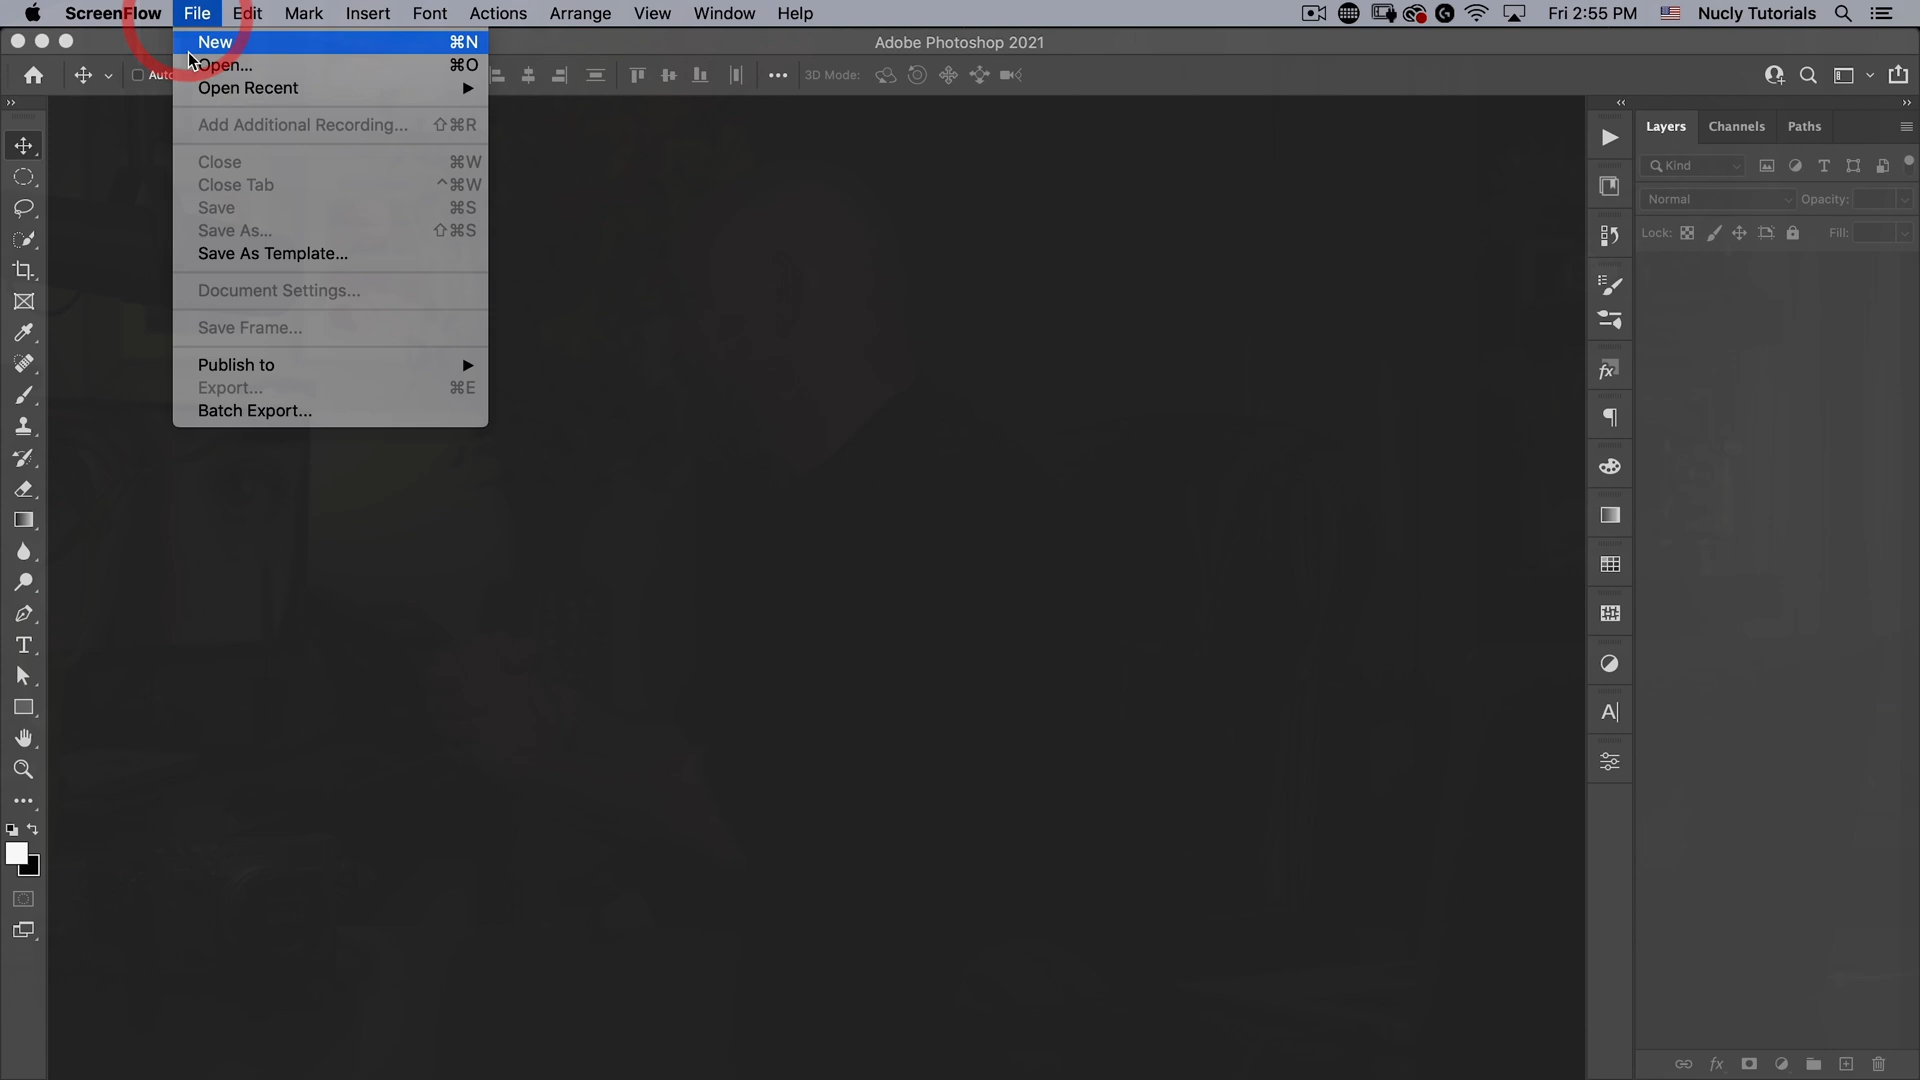 ScreenFlow File Edit Mark Insert Font Actions Arrange View Window Help Fri 2:55 PM Nucly Tutorials
New ⌘N
Adobe Photoshop 2021
Auto
Open... ⌘O
3D Mode:
Open Recent ▶
Add Additional Recording... ⇧⌘R
Layers Channels Paths
Close ⌘W
Kind
Close Tab ^⌘W
Normal Opacity:
Save ⌘S
Save As... ⇧⌘S
Lock: Fill:
Save As Template...
Document Settings...
Save Frame...
Publish to ▶
Export... ⌘E
Batch Export...